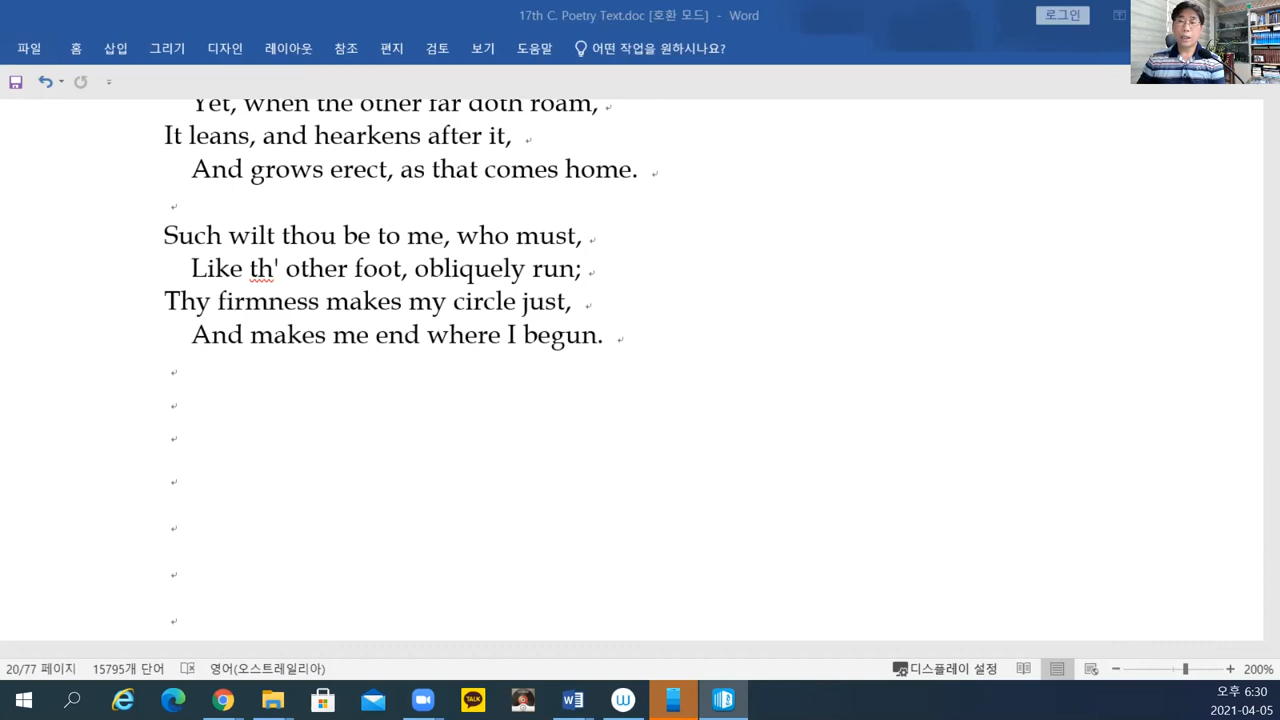 17th C. Poetry Text.doc [호환 모드] - Word
로그인
파일 홈 삽입 그리기 디자인 레이아웃 참조 편지 검토 보기 도움말 어떤 작업을 원하시나요?
Yet, when the other far doth roam,
It leans, and hearkens after it,
And grows erect, as that comes home.
Such wilt thou be to me, who must,
Like th' other foot, obliquely run;
Thy firmness makes my circle just,
And makes me end where I begun.
20/77 페이지 15795개 단어 영어(오스트레일리아) 디스플레이 설정 200%
TALK
오후 6:30
2021-04-05